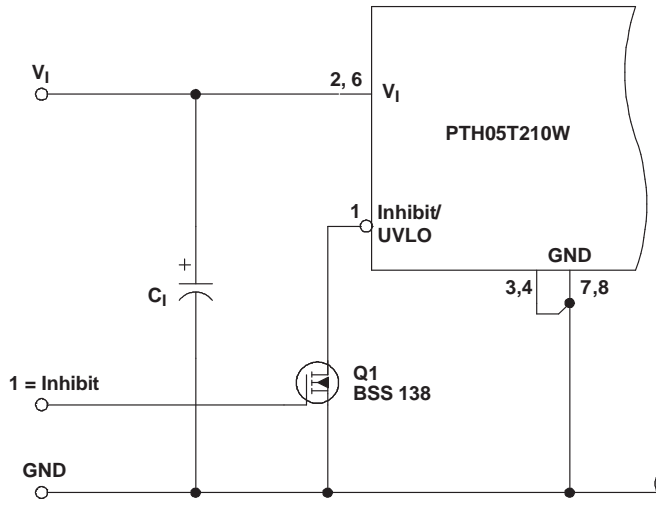 V_I
2, 6
V_I
PTH05T210W
1
Inhibit/
UVLO
GND
3,4
7,8
+
C_I
Q1
BSS 138
1 = Inhibit
GND